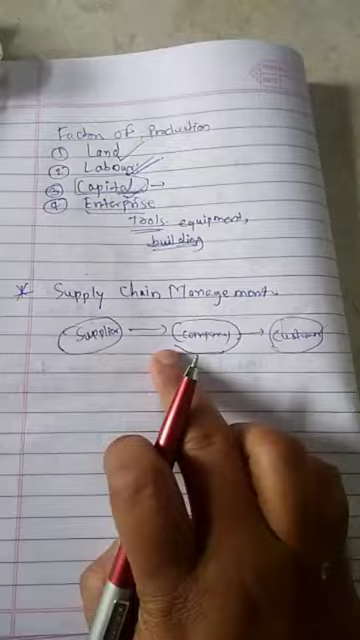 Factors of Production
① Land
② Labour
③ Capital →
④ Enterprise
Tools equipment,
building
* Supply Chain Management.
Supplier → Company → Custumer